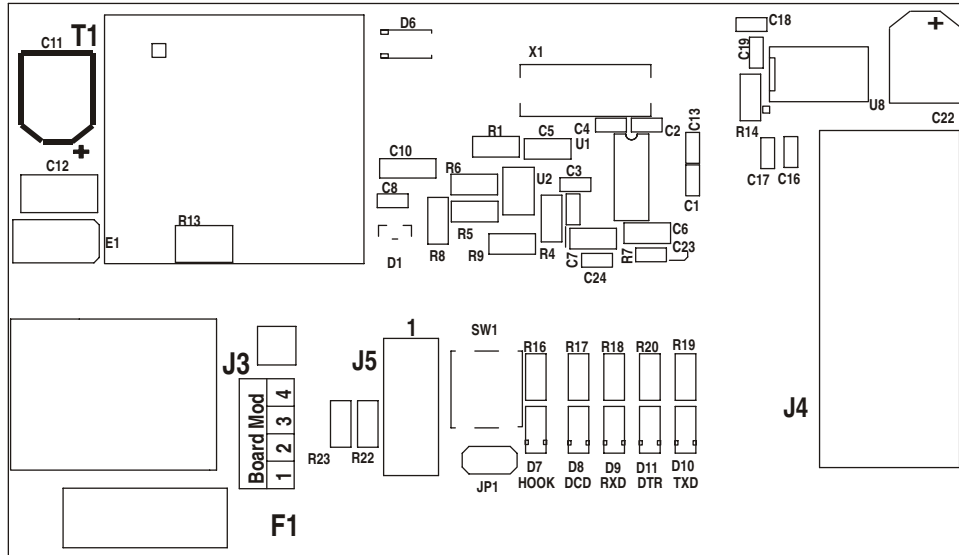 C11
T1
D6
C18
C19
+
X1
U8
C22
R14
C4
C2
C13
R1
C5
U1
C10
C17
C16
+
C12
R6
U2
C3
C8
C1
R13
R5
C6
E1
R8
R9
R4
C7
R7
C23
D1
C24
1
SW1
R16
R17
R18
R20
R19
J3
J5
J4
Board Mod
1 2 3 4
R23
R22
JP1
D7
D8
D9
D11
D10
HOOK
DCD
RXD
DTR
TXD
F1